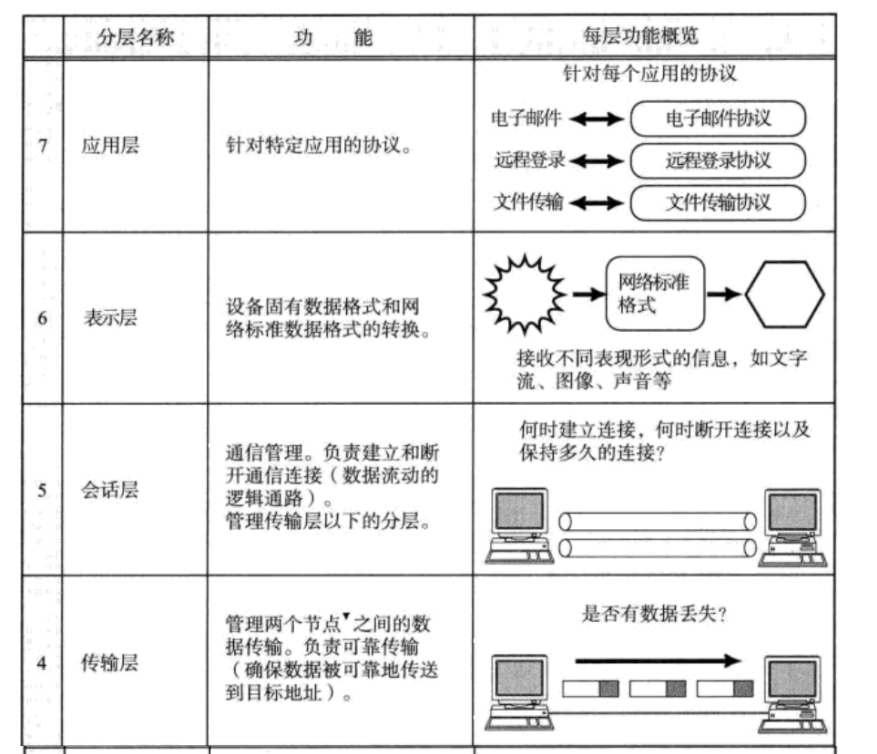 分层名称
功 能
每层功能概览
7
应用层
针对特定应用的协议。
针对每个应用的协议
电子邮件
电子邮件协议
远程登录
远程登录协议
文件传输
文件传输协议
6
表示层
设备固有数据格式和网
络标准数据格式的转换。
网络标准
格式
接收不同表现形式的信息,如文字
流、图像、声音等
5
会话层
通信管理。负责建立和断
开通信连接(数据流动的
逻辑通路)。
管理传输层以下的分层。
何时建立连接,何时断开连接以及
保持多久的连接?
4
传输层
管理两个节点▼之间的数
据传输。负责可靠传输
(确保数据被可靠地传送
到目标地址)。
是否有数据丢失?